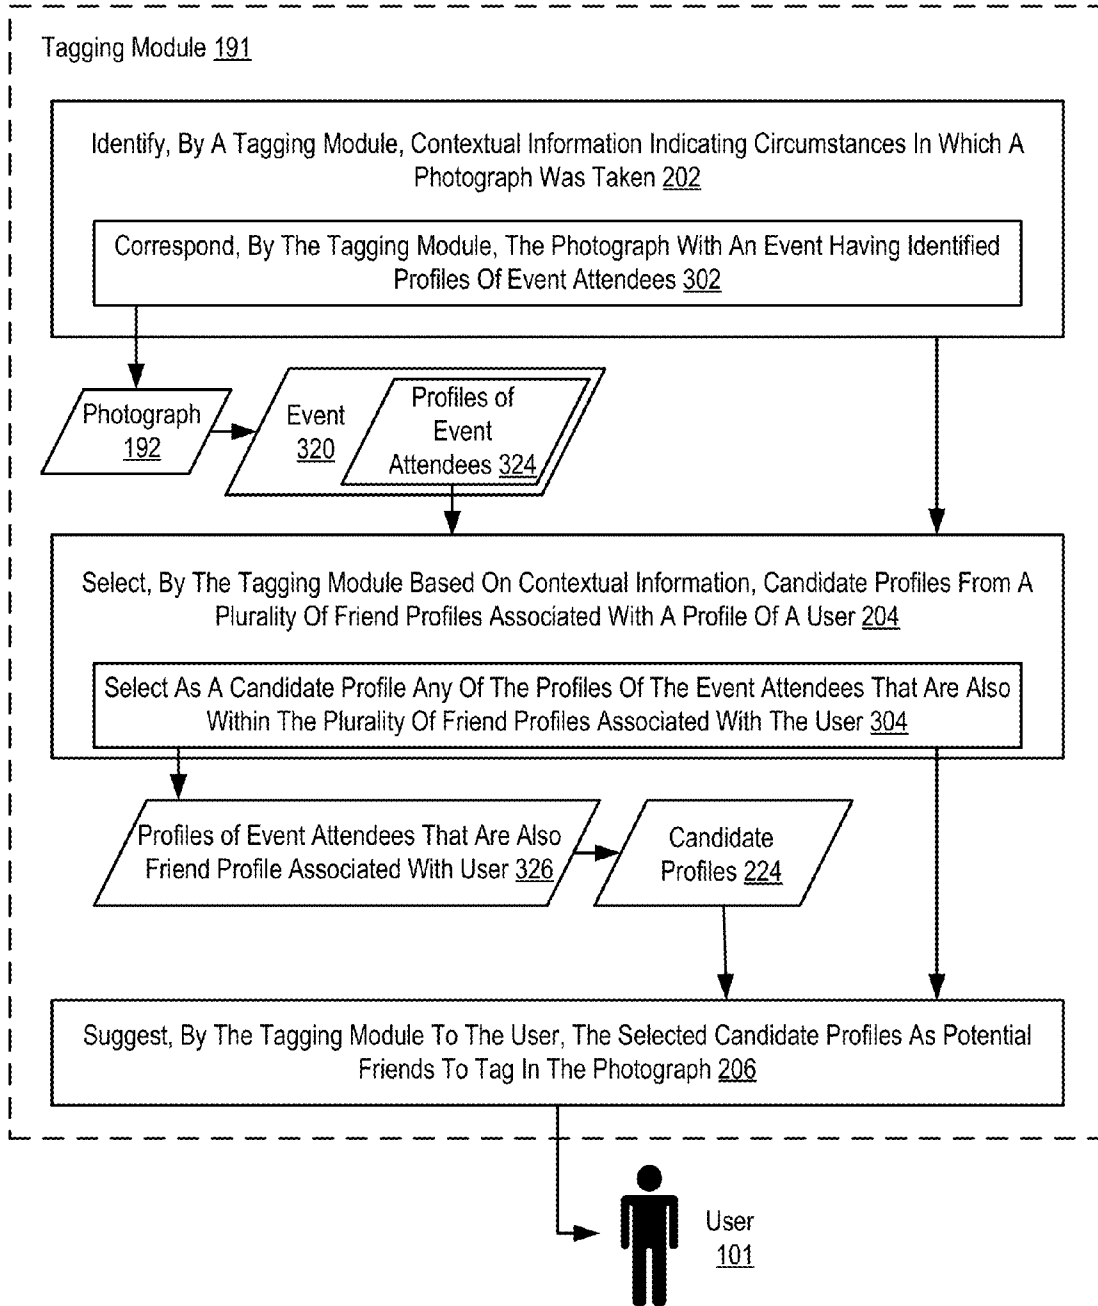 Tagging Module 191
Identify, By A Tagging Module, Contextual Information Indicating Circumstances In Which A
Photograph Was Taken 202
Correspond, By The Tagging Module, The Photograph With An Event Having Identified
Profiles Of Event Attendees 302
Photograph
192
Event
320
Profiles of
Event
Attendees 324
Select, By The Tagging Module Based On Contextual Information, Candidate Profiles From A
Plurality Of Friend Profiles Associated With A Profile Of A User 204
Select As A Candidate Profile Any Of The Profiles Of The Event Attendees That Are Also
Within The Plurality Of Friend Profiles Associated With The User 304
Profiles of Event Attendees That Are Also
Friend Profile Associated With User 326
Candidate
Profiles 224
Suggest, By The Tagging Module To The User, The Selected Candidate Profiles As Potential
Friends To Tag In The Photograph 206
User
101